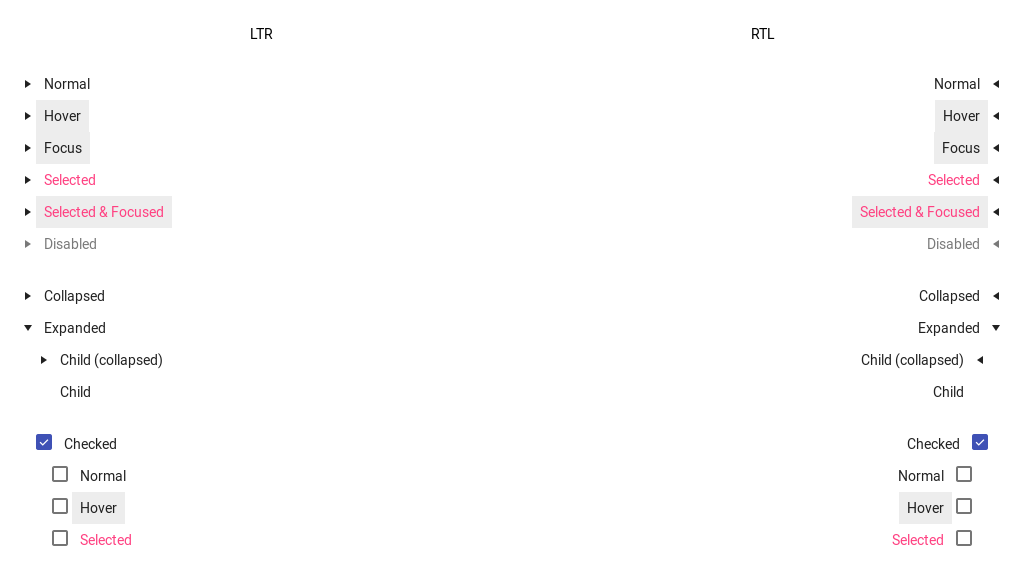 LTR
RTL
Normal
Normal
Hover
Hover
Focus
Focus
Selected
Selected
Selected & Focused
Selected & Focused
Disabled
Disabled
Collapsed
Collapsed
Expanded
Expanded
Child (collapsed)
Child (collapsed)
Child
Child
Checked
Checked
Normal
Normal
Hover
Hover
Selected
Selected